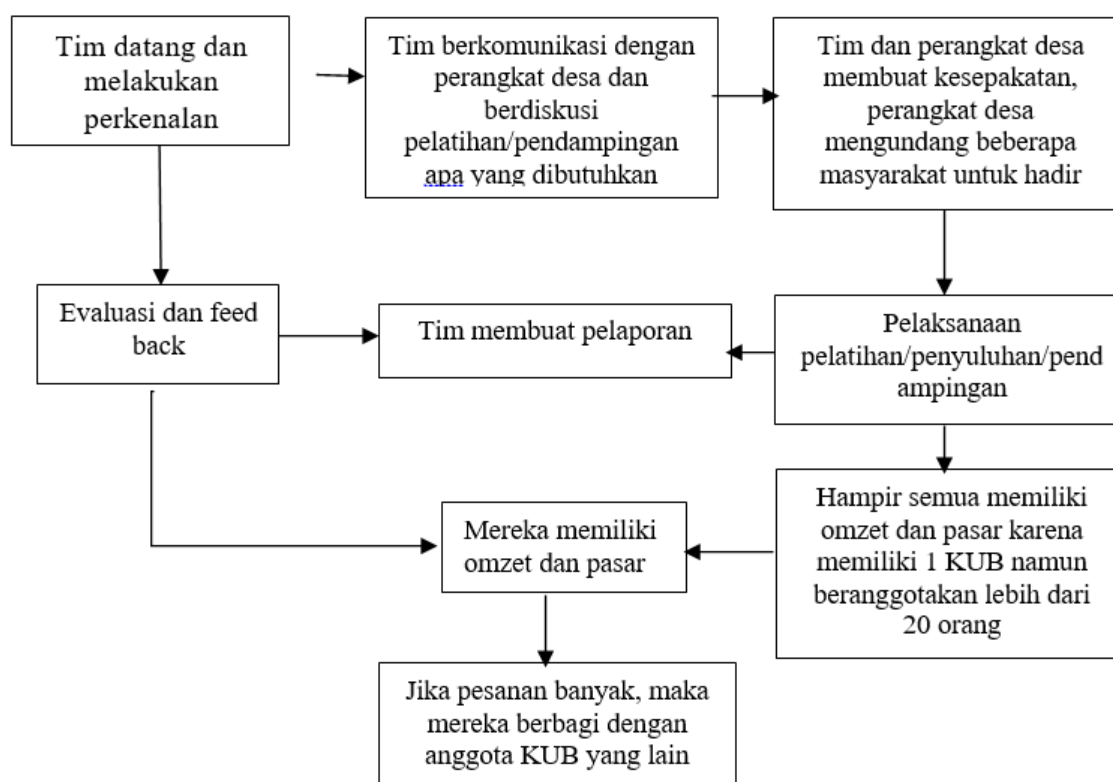 Tim datang dan
melakukan
perkenalan
Tim berkomunikasi dengan
perangkat desa dan
berdiskusi
pelatihan/pendampingan
apa yang dibutuhkan
Tim dan perangkat desa
membuat kesepakatan,
perangkat desa
mengundang beberapa
masyarakat untuk hadir
Evaluasi dan feed
back
Tim membuat pelaporan
Pelaksanaan
pelatihan/penyuluhan/pend
ampingan
Mereka memiliki
omzet dan pasar
Hampir semua memiliki
omzet dan pasar karena
memiliki 1 KUB namun
beranggotakan lebih dari
20 orang
Jika pesanan banyak, maka
mereka berbagi dengan
anggota KUB yang lain